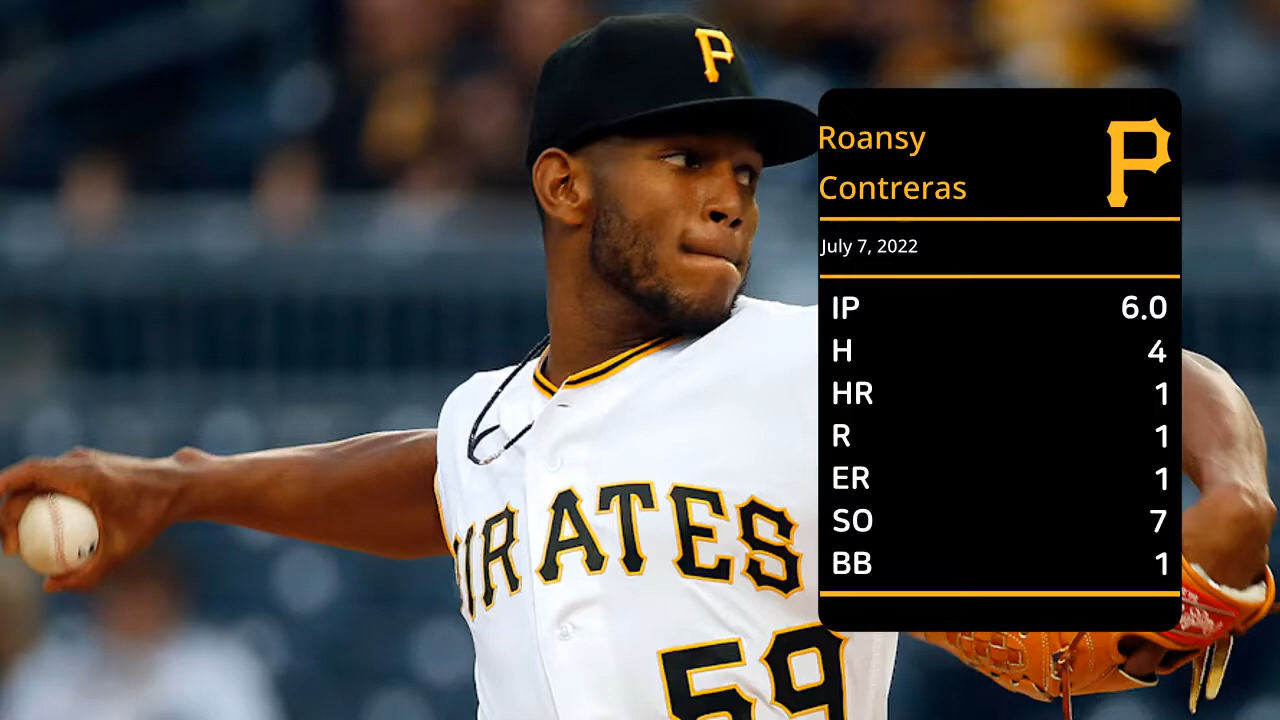 P
Roansy
Contreras
P
July 7, 2022
IP 6.0
H 4
HR 1
R 1
ER 1
SO 7
BB 1
PIRATES
59